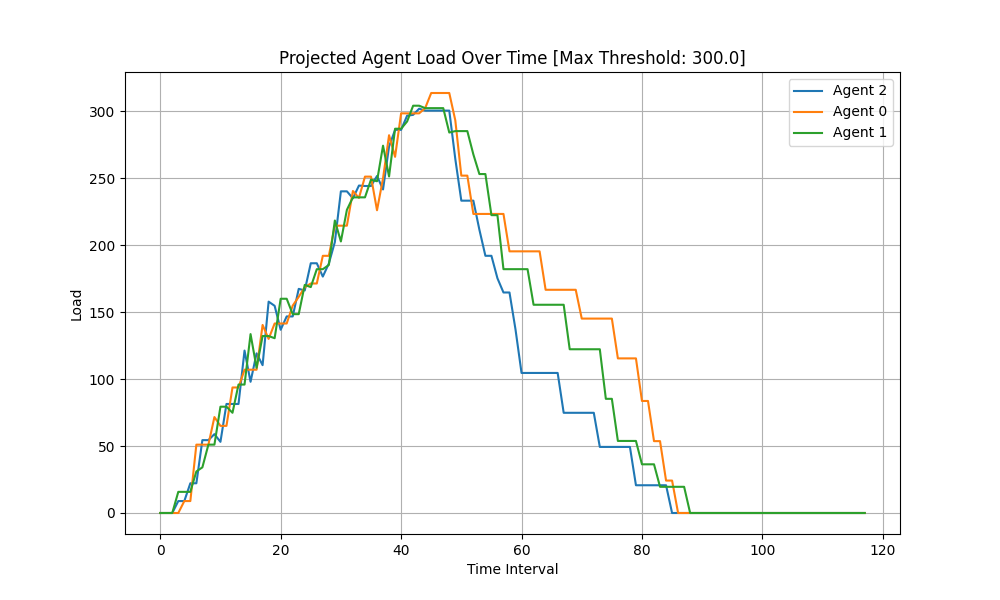 Projected Agent Load Over Time [Max Threshold: 300.0]
Agent 2
Agent 0
Agent 1
Load
300
250
200
150
100
50
0
0 20 40 60 80 100 120
Time Interval